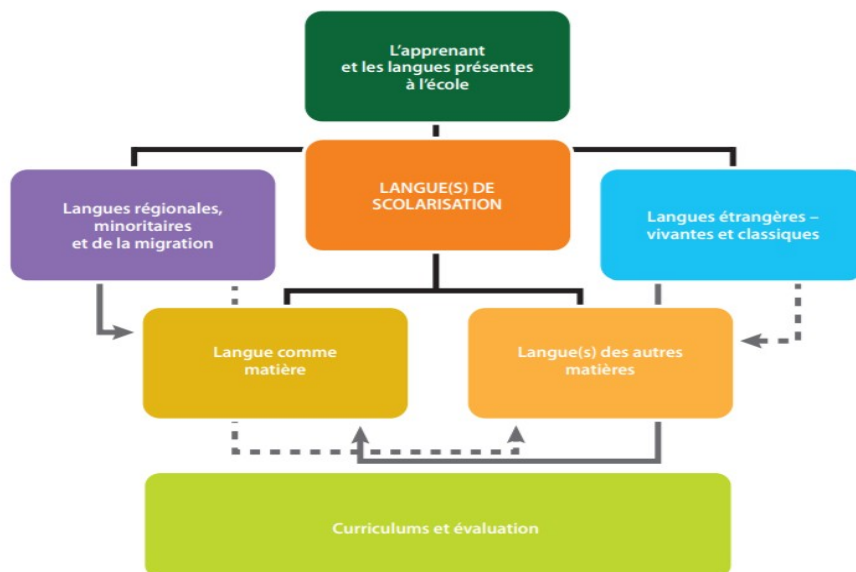 L'apprenant
et les langues présentes
à l'école
LANGUE(S) DE
SCOLARISATION
Langues régionales,
minoritaires
et de la migration
Langues étrangères –
vivantes et classiques
Langue comme
matière
Langue(s) des autres
matières
Curriculums et évaluation